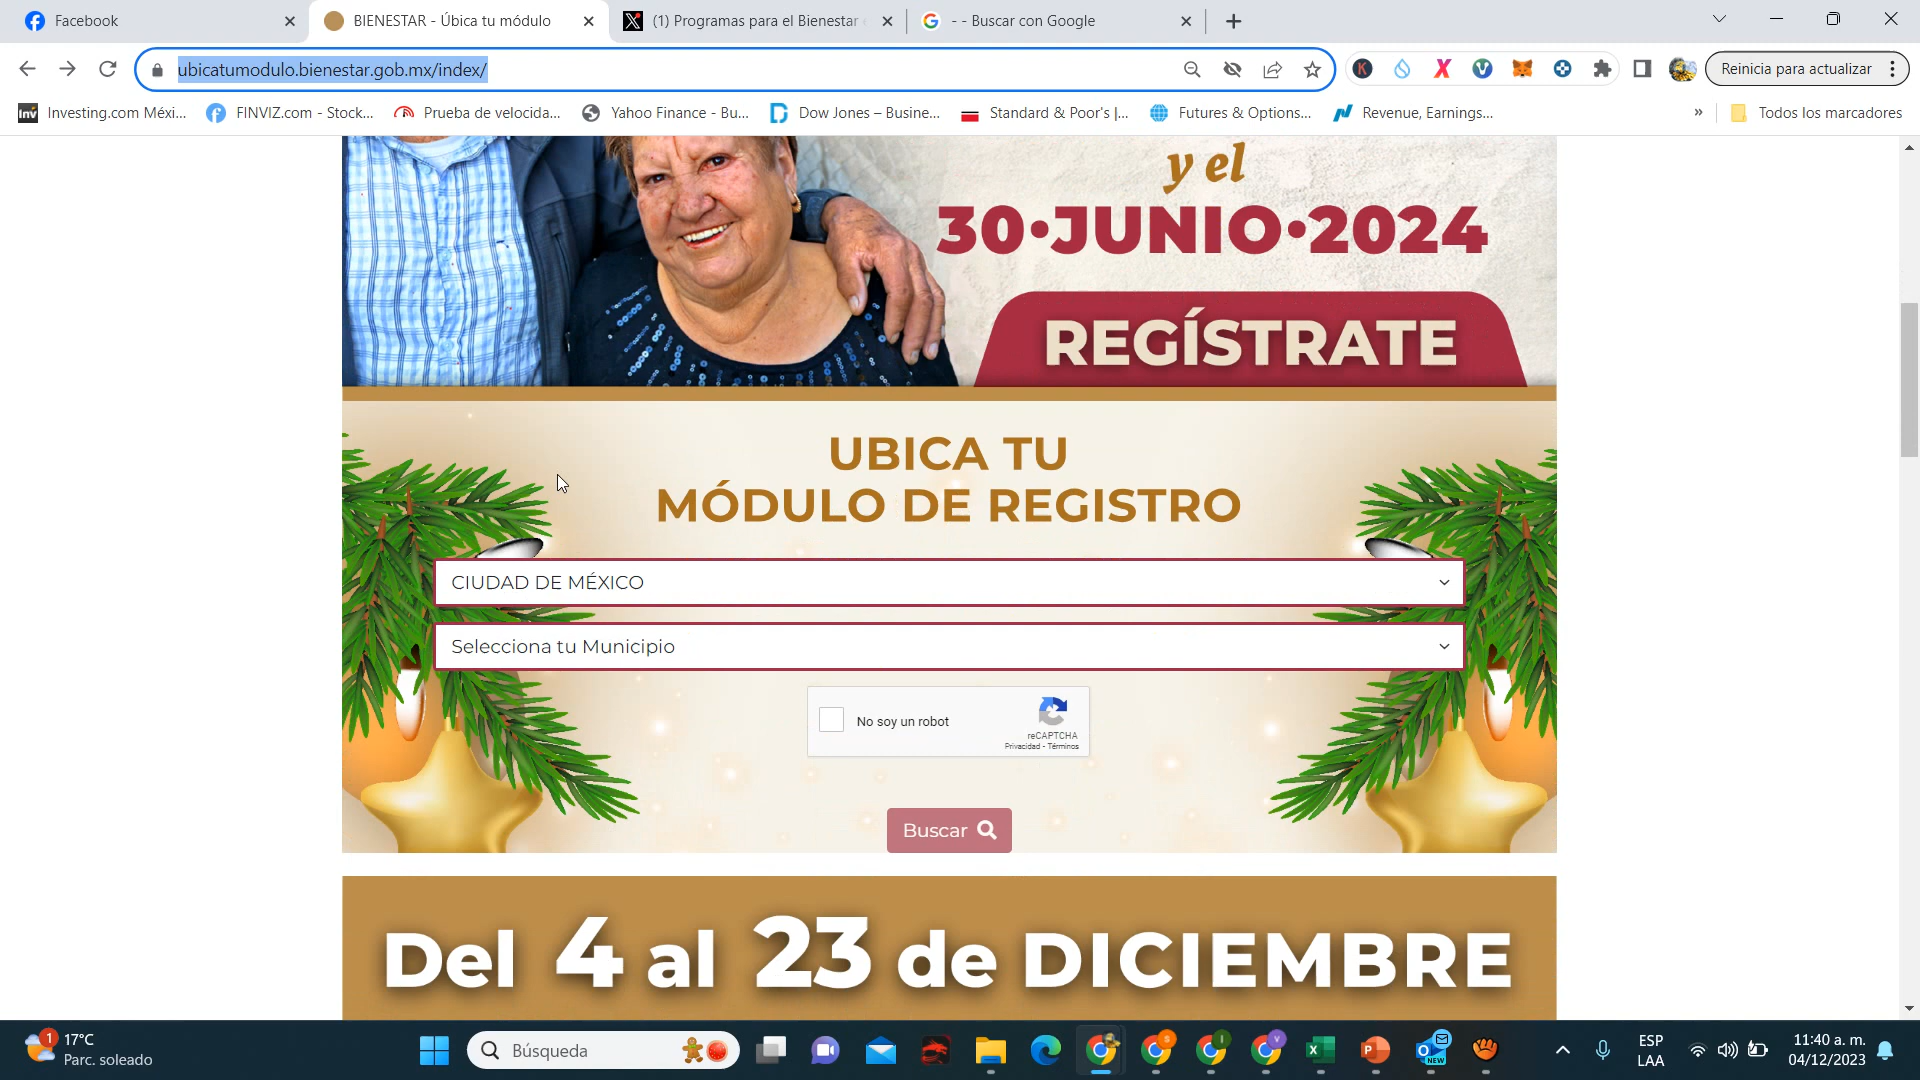 Facebook
BIENESTAR - Úbica tu módulo
(1) Programas para el Bienestar
- - Buscar con Google
ubicatumodulo.bienestar.gob.mx/index/
Reinicia para actualizar
Investing.com Méxi...
FINVIZ.com - Stock...
Prueba de velocida...
Yahoo Finance - Bu...
Dow Jones – Busine...
Standard & Poor's |...
Futures & Options...
Revenue, Earnings...
»
Todos los marcadores
y el
30•JUNIO•2024
REGÍSTRATE
UBICA TU
MÓDULO DE REGISTRO
CIUDAD DE MÉXICO
Selecciona tu Municipio
No soy un robot
reCAPTCHA
Privacidad - Términos
Buscar
Del 4 al 23 de DICIEMBRE
1
17°C
Parc. soleado
Búsqueda
NEW
ESP
LAA
11:40 a. m.
04/12/2023